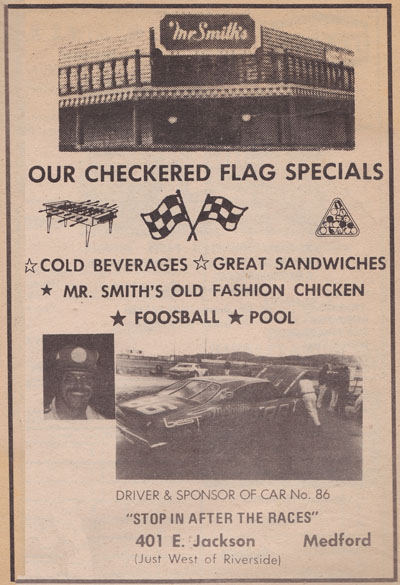 Mr. Smith's
OUR CHECKERED FLAG SPECIALS
☆COLD BEVERAGES ☆GREAT SANDWICHES
★ MR. SMITH'S OLD FASHION CHICKEN
★ FOOSBALL ★ POOL
DRIVER & SPONSOR OF CAR No. 86
"STOP IN AFTER THE RACES"
401 E. Jackson Medford
(Just West of Riverside)